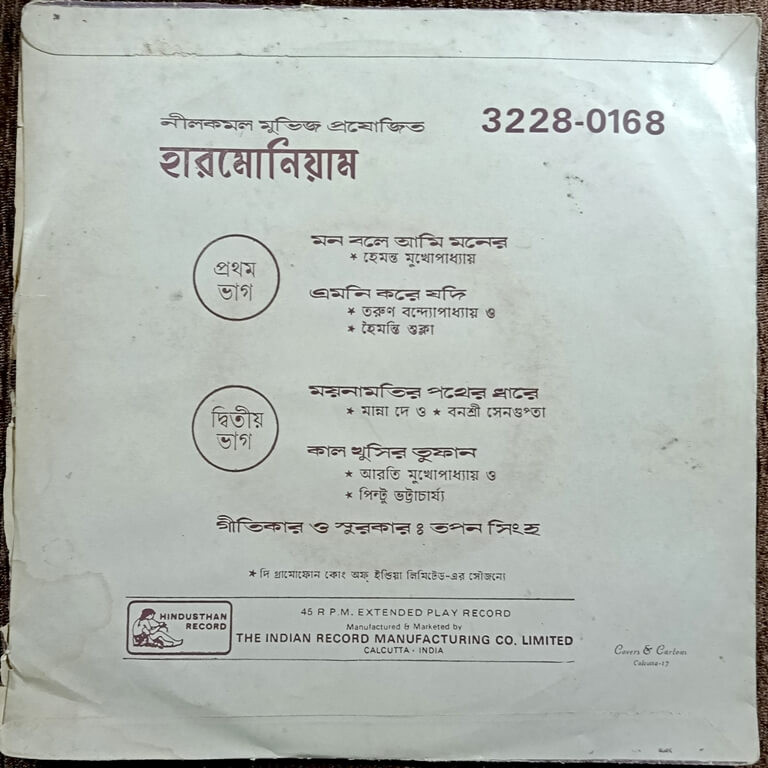 নীলকমল মুভিজ প্রযোজিত
3228-0168
হারমোনিয়াম
প্রথম
ভাগ
মন বলে আমি মনের
* হেমন্ত মুখোপাধ্যায়
এমনি করে যদি
* তরুণ বন্দ্যোপাধ্যায় ও
* হৈমন্তি শুক্লা
দ্বিতীয়
ভাগ
ময়নামতির পথের ধারে
* মান্না দে ও * বনশ্রী সেনগুপ্তা
কাল খুসির তুফান
* আরতি মুখোপাধ্যায় ও
* পিন্টু ভট্টাচার্য্য
গীতিকার ও সুরকার : তপন সিংহ
* দি গ্রামোফোন কোং অফ্ ইণ্ডিয়া লিমিটেড-এর সৌজন্যে
HINDUSTHAN
RECORD
45 R P.M. EXTENDED PLAY RECORD
Manufactured & Marketed by
THE INDIAN RECORD MANUFACTURING CO. LIMITED
CALCUTTA · INDIA
Covers & Cartons
Calcutta-17